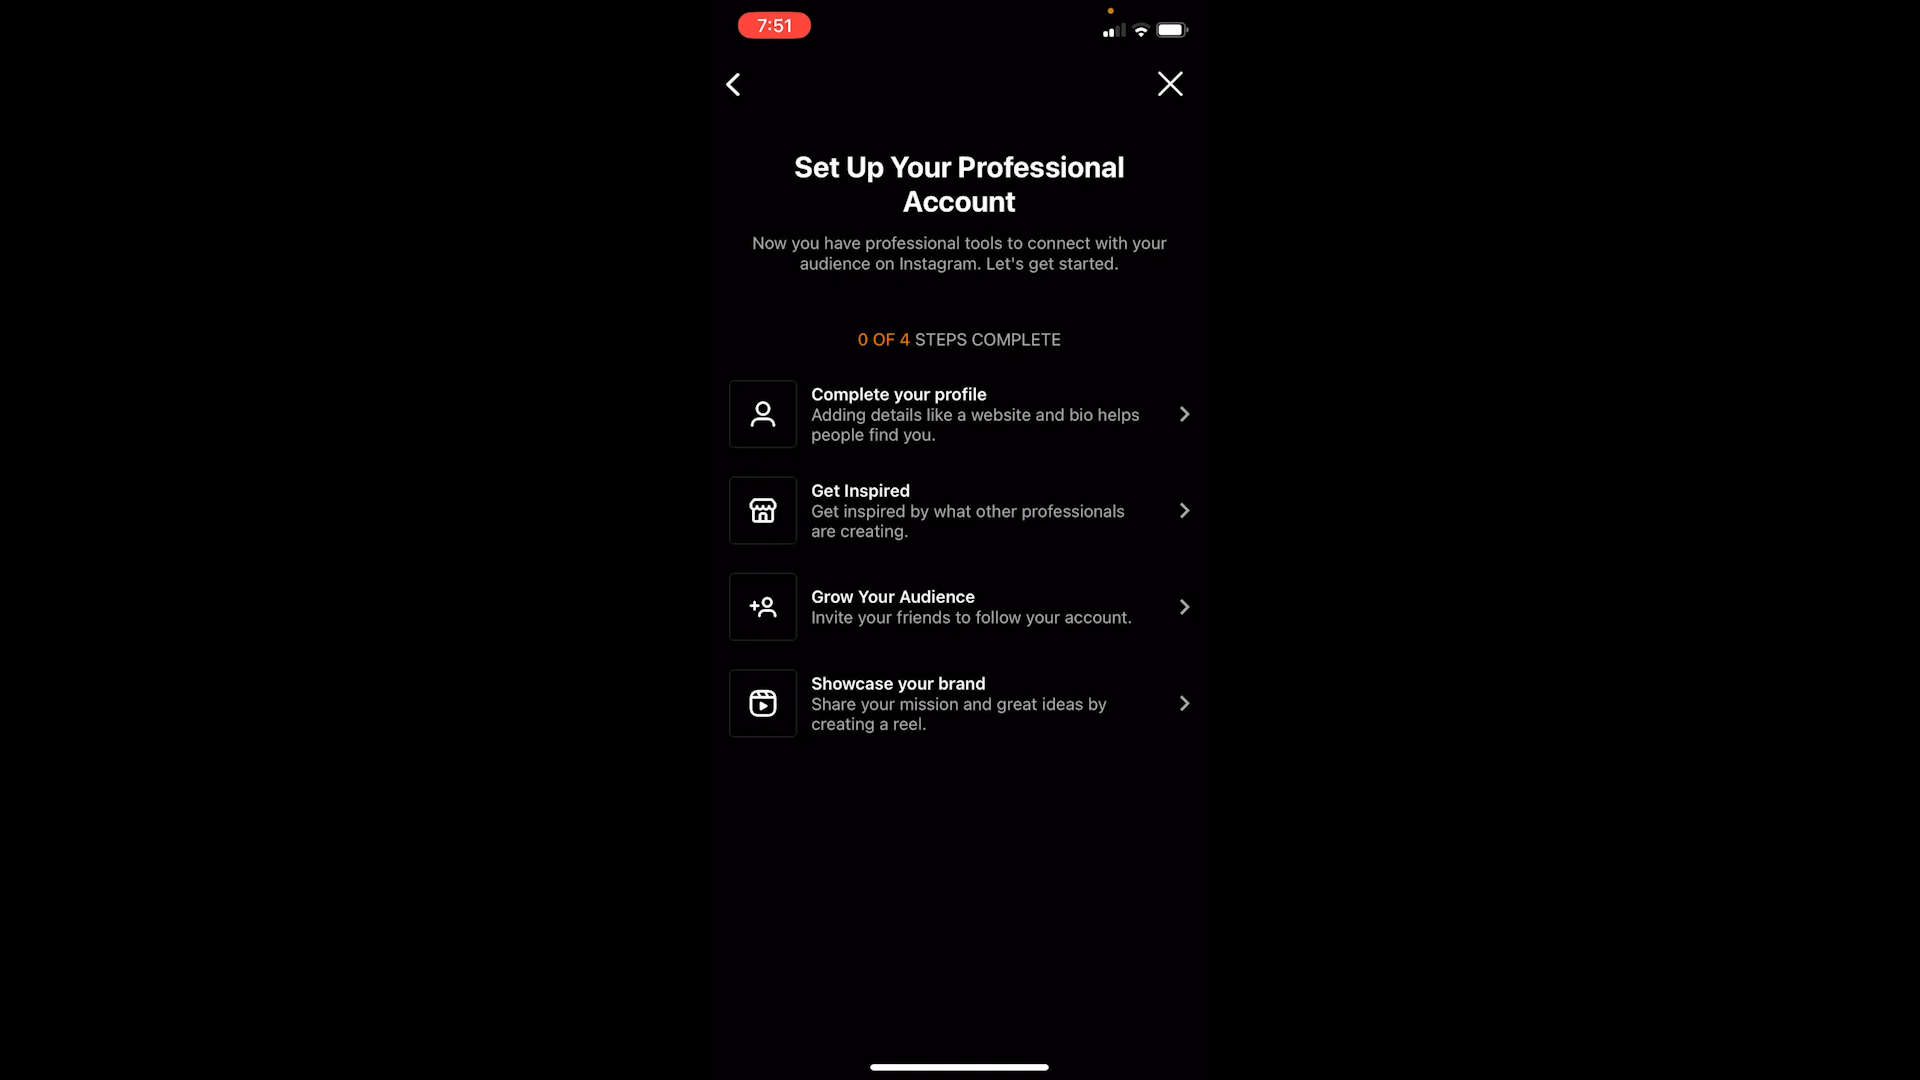 7:51
Set Up Your Professional
Account
Now you have professional tools to connect with your
audience on Instagram. Let's get started.
0 OF 4 STEPS COMPLETE
Complete your profile
Adding details like a website and bio helps
people find you.
Get Inspired
Get inspired by what other professionals
are creating.
Grow Your Audience
Invite your friends to follow your account.
Showcase your brand
Share your mission and great ideas by
creating a reel.